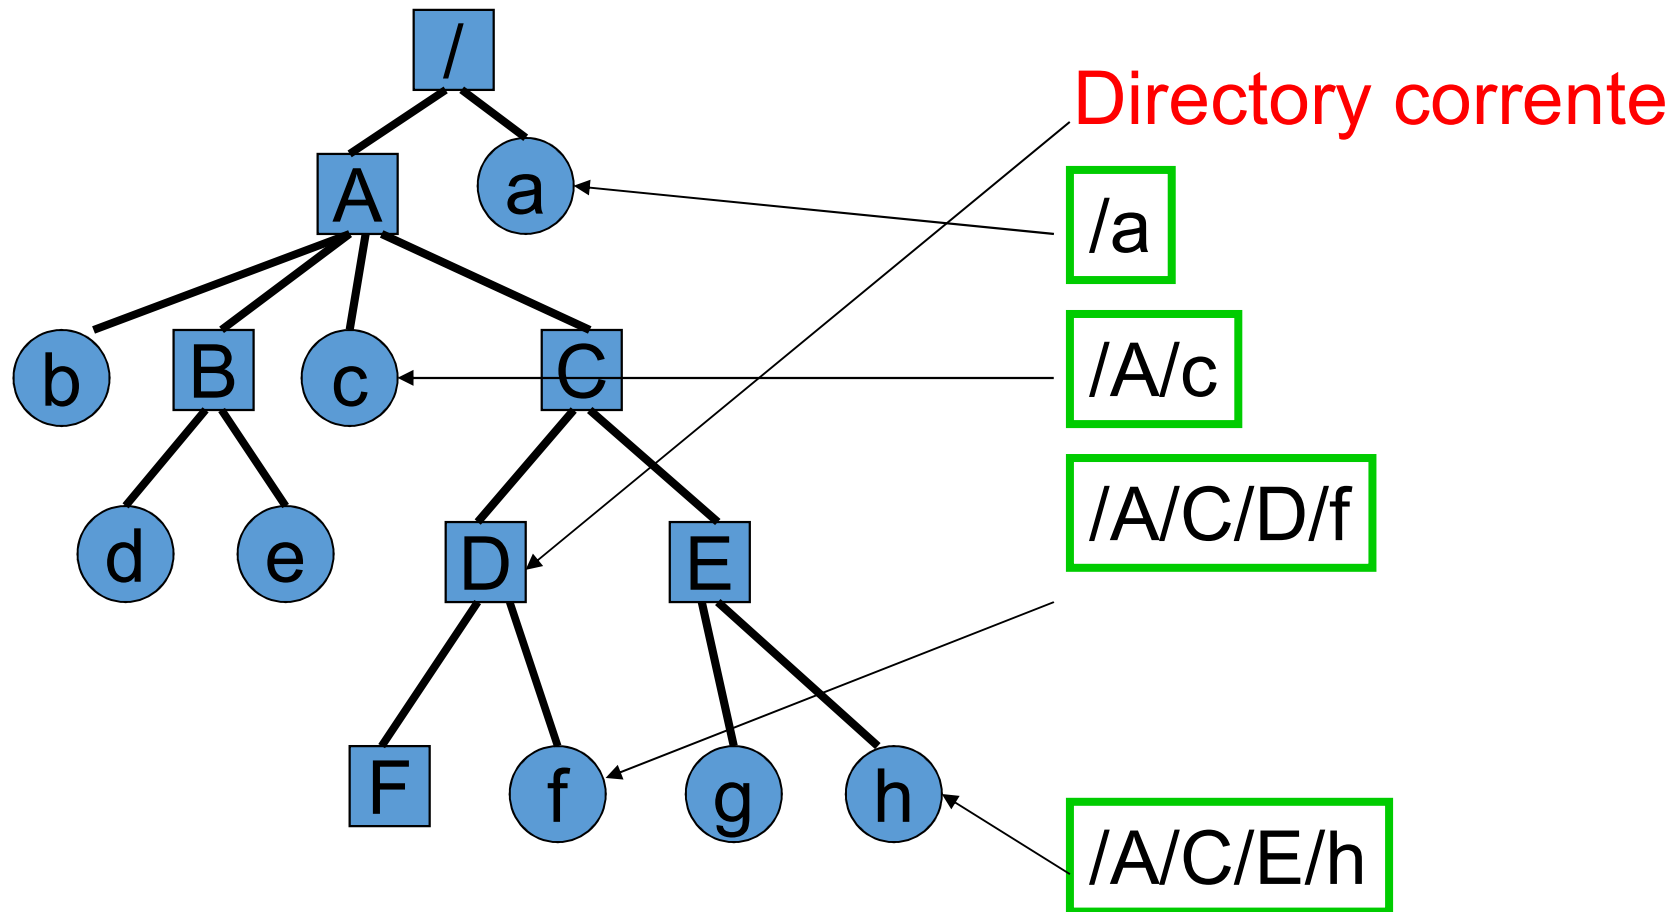 /
Directory corrente
A
a
/a
b
B
c
C
/A/c
d
e
D
E
/A/C/D/f
F
f
g
h
/A/C/E/h